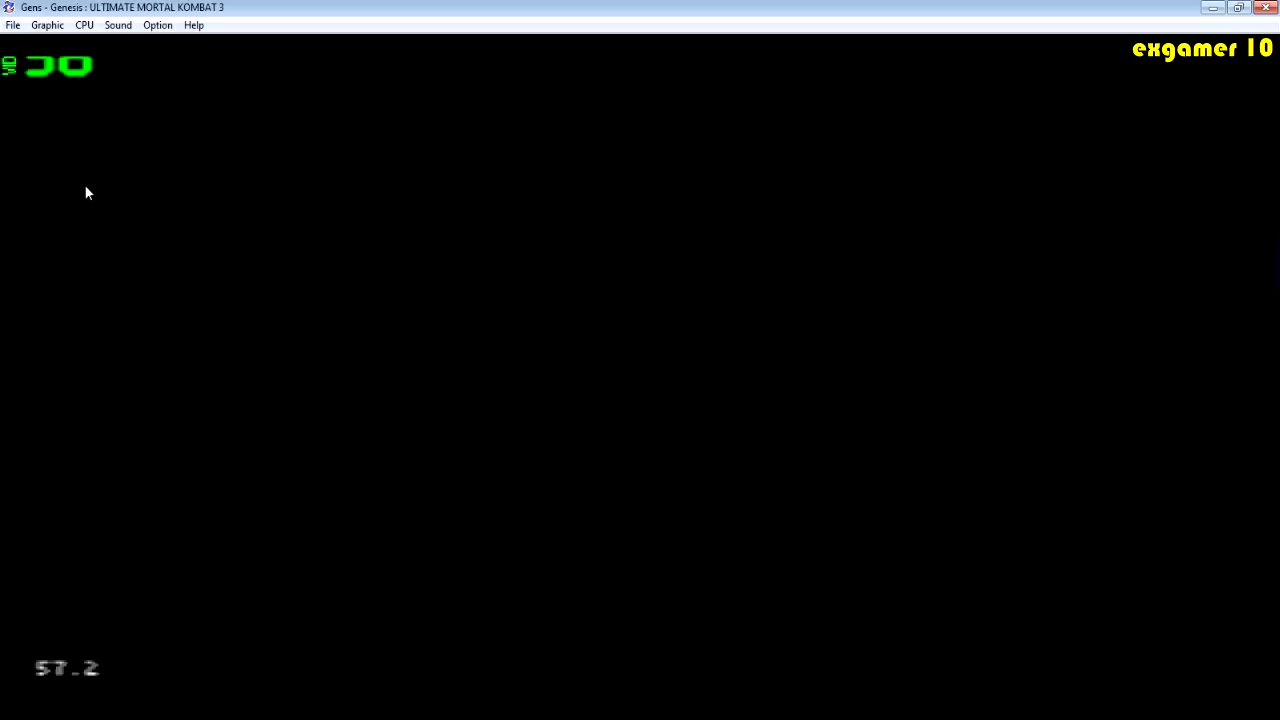 Gens - Genesis : ULTIMATE MORTAL KOMBAT 3
File Graphic CPU Sound Option Help
exgamer 10
30
57.2